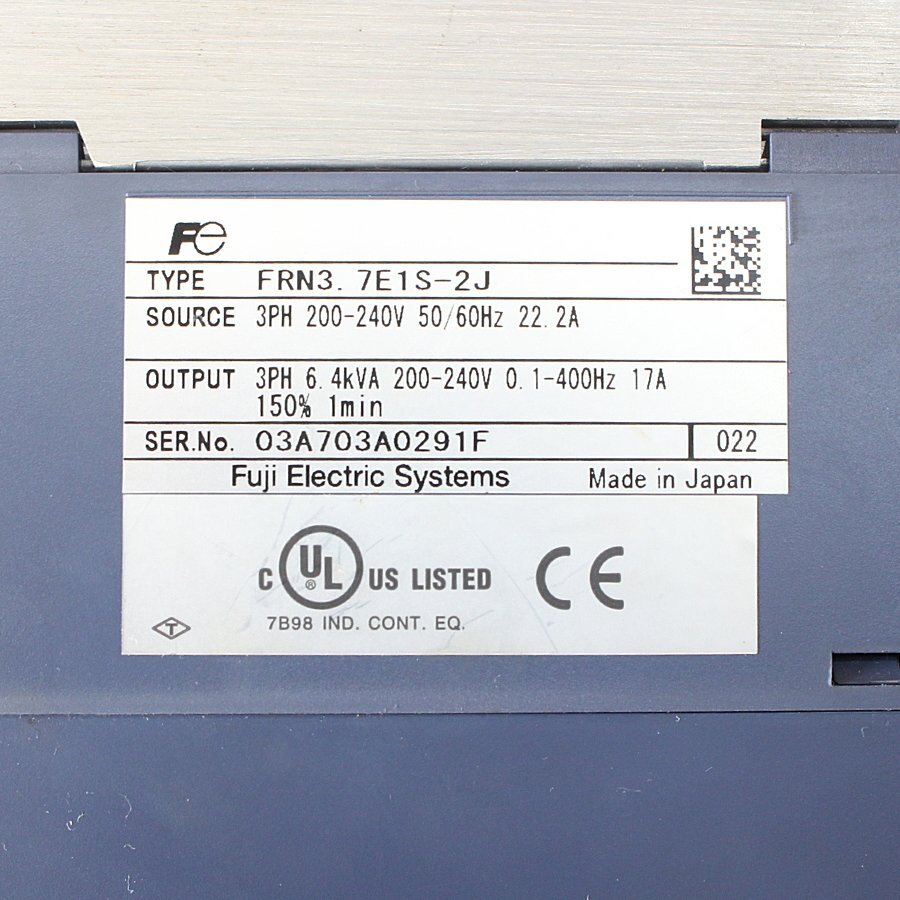 Fe
TYPE FRN3.7E1S-2J
SOURCE 3PH 200-240V 50/60Hz 22.2A
OUTPUT 3PH 6.4kVA 200-240V 0.1-400Hz 17A
150% 1min
SER.No. 03A703A0291F 022
Fuji Electric Systems Made in Japan
C UL ® US LISTED CE
7B98 IND. CONT. EQ.
T